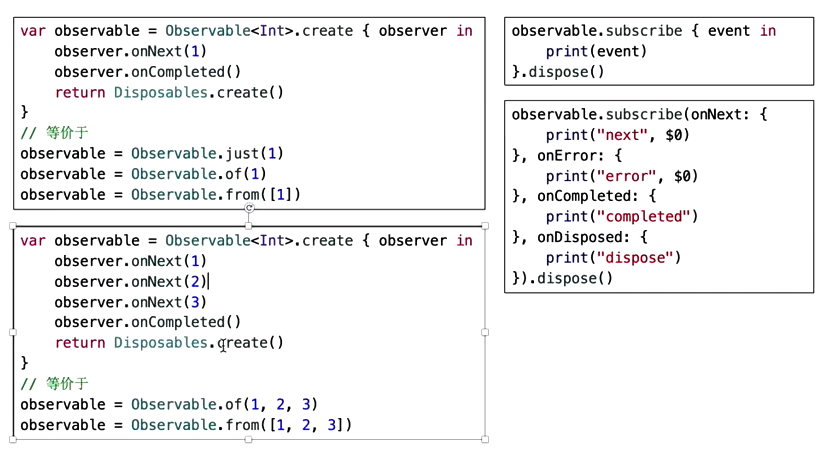 var observable = Observable<Int>.create { observer in
    observer.onNext(1)
    observer.onCompleted()
    return Disposables.create()
}
// 等价于
observable = Observable.just(1)
observable = Observable.of(1)
observable = Observable.from([1])
var observable = Observable<Int>.create { observer in
    observer.onNext(1)
    observer.onNext(2)
    observer.onNext(3)
    observer.onCompleted()
    return Disposables.create()
}
// 等价于
observable = Observable.of(1, 2, 3)
observable = Observable.from([1, 2, 3])
observable.subscribe { event in
    print(event)
}.dispose()
observable.subscribe(onNext: {
    print("next", $0)
}, onError: {
    print("error", $0)
}, onCompleted: {
    print("completed")
}, onDisposed: {
    print("dispose")
}).dispose()